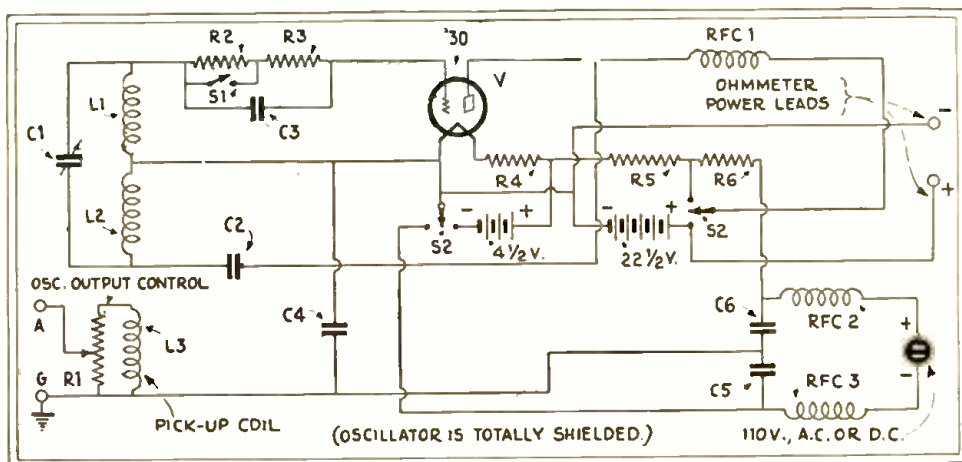 R2
R3
'30
RFC 1
V
OHMMETER
POWER LEADS
-
L1
S1
C3
C1
+
R4
R5
R6
L2
C2
- +
S2
4 1/2 V.
- +
22 1/2 V.
S2
OSC. OUTPUT CONTROL
A
C4
C6
RFC 2
+
L3
R1
G
C5
RFC 3
-
PICK-UP COIL
(OSCILLATOR IS TOTALLY SHIELDED.)
110 V., A.C. OR D.C.